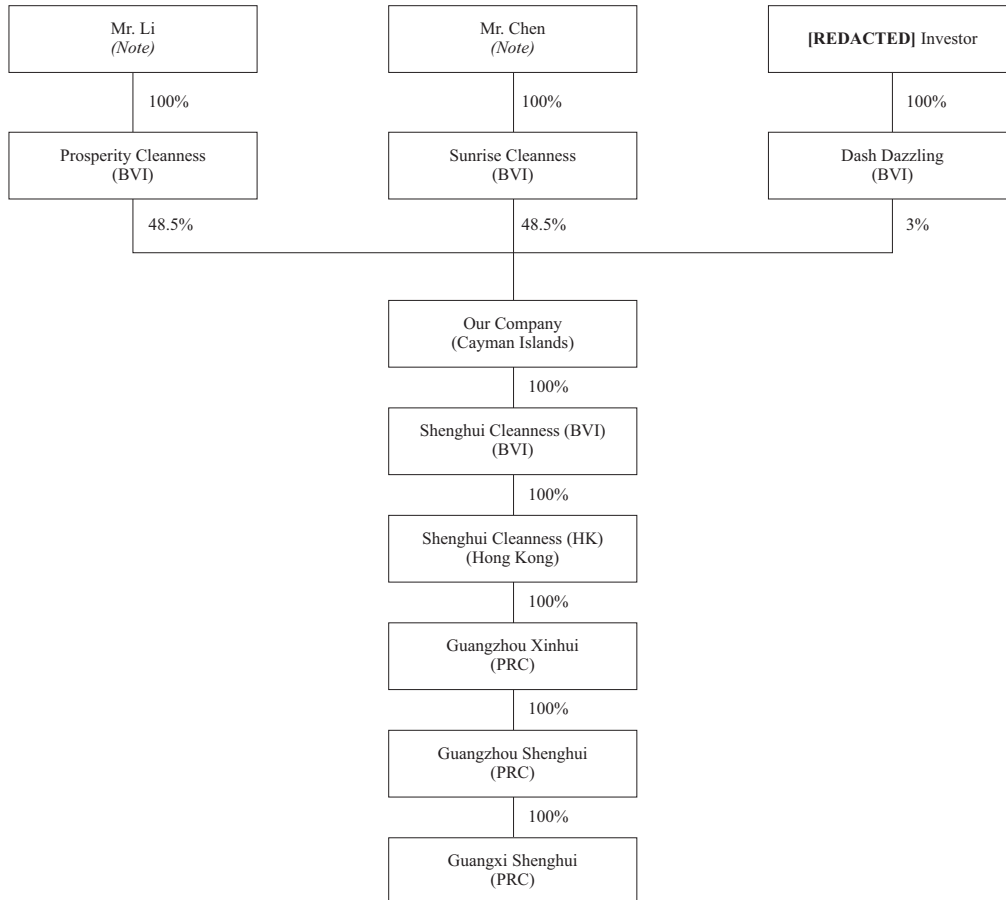 Mr. Li
(Note)
Mr. Chen
(Note)
[REDACTED] Investor
100%
100%
100%
Prosperity Cleanness
(BVI)
Sunrise Cleanness
(BVI)
Dash Dazzling
(BVI)
48.5%
48.5%
3%
Our Company
(Cayman Islands)
100%
Shenghui Cleanness (BVI)
(BVI)
100%
Shenghui Cleanness (HK)
(Hong Kong)
100%
Guangzhou Xinhui
(PRC)
100%
Guangzhou Shenghui
(PRC)
100%
Guangxi Shenghui
(PRC)